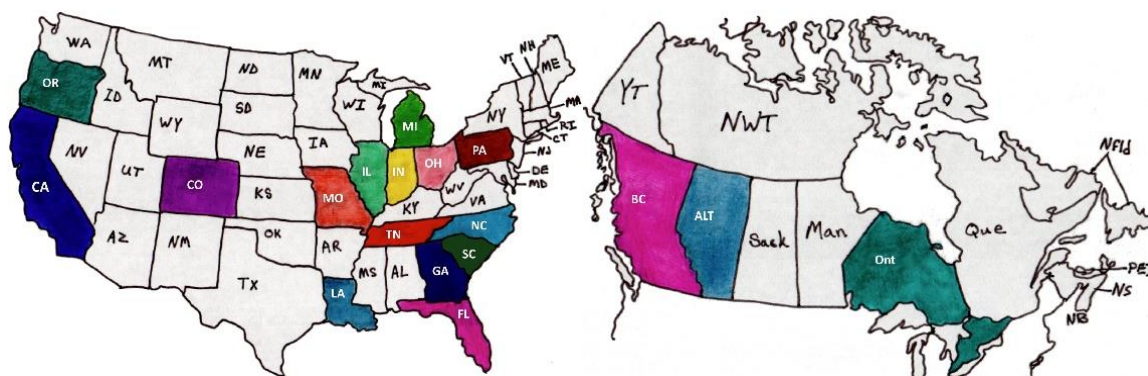 WA
OR
ID
MT
ND
SD
WY
NE
MN
WI
MI
MI
IA
IL
IN
OH
PA
NY
VT
NH
ME
MA
RI
CT
NJ
DE
MD
WV
VA
KY
NC
SC
TN
GA
FL
AL
MS
LA
AR
MO
KS
OK
TX
CO
NM
AZ
UT
NV
CA
YT
NWT
BC
ALT
Sask
Man
Ont
Que
Nfld
PEI
NS
NB